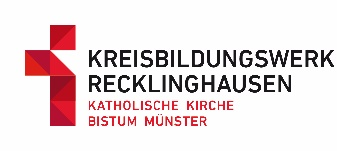 KREISBILDUNGSWERK
RECKLINGHAUSEN
KATHOLISCHE KIRCHE
BISTUM MÜNSTER